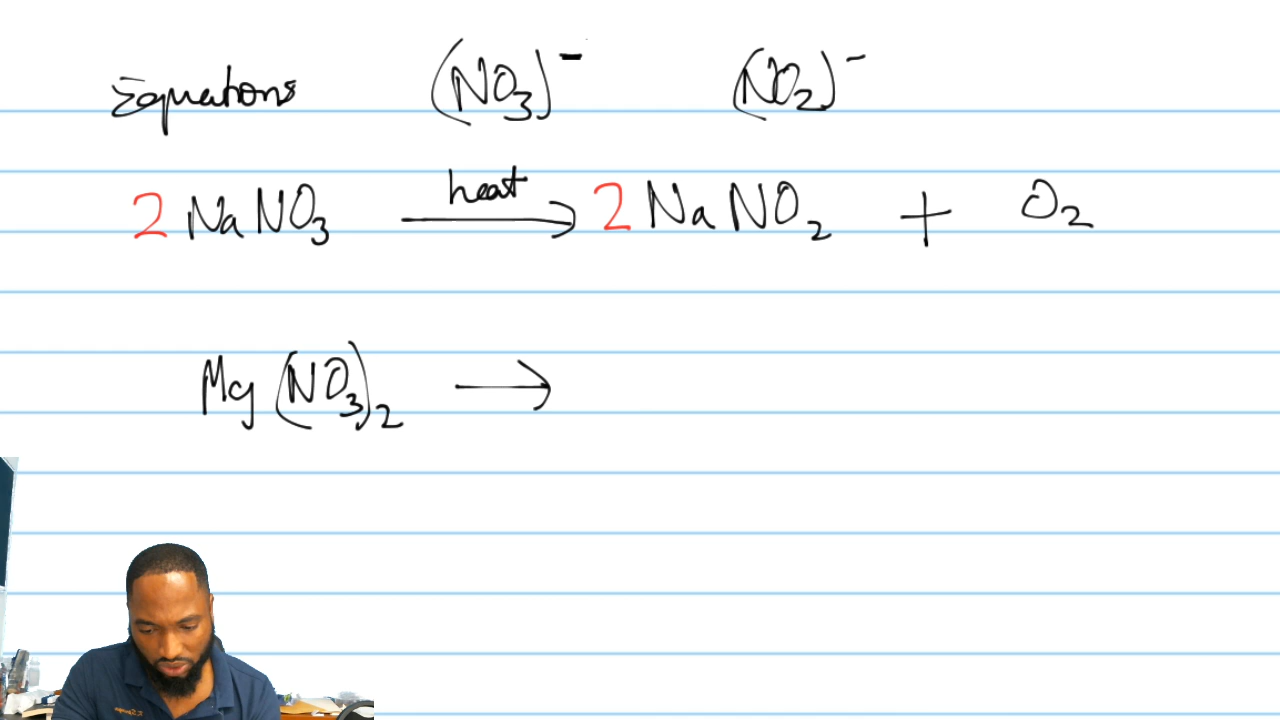 Equations (NO₃)⁻ (NO₂)⁻
heat
2 NaNO₃ → 2 NaNO₂ + O₂
Mg(NO₃)₂ →